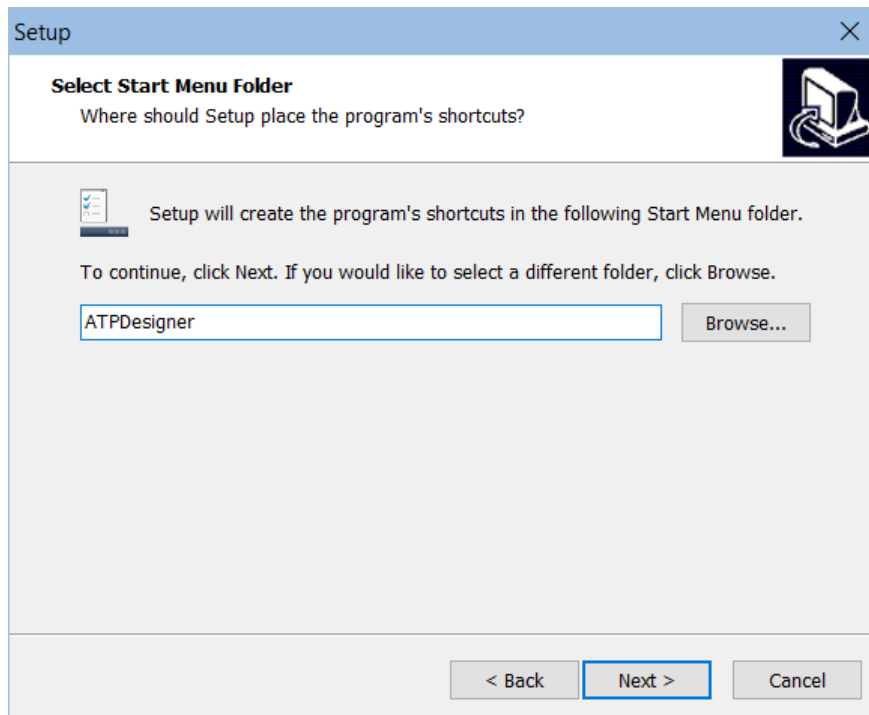 Setup
Select Start Menu Folder
Where should Setup place the program's shortcuts?
Setup will create the program's shortcuts in the following Start Menu folder.
To continue, click Next. If you would like to select a different folder, click Browse.
ATPDesigner
Browse...
< Back
Next >
Cancel